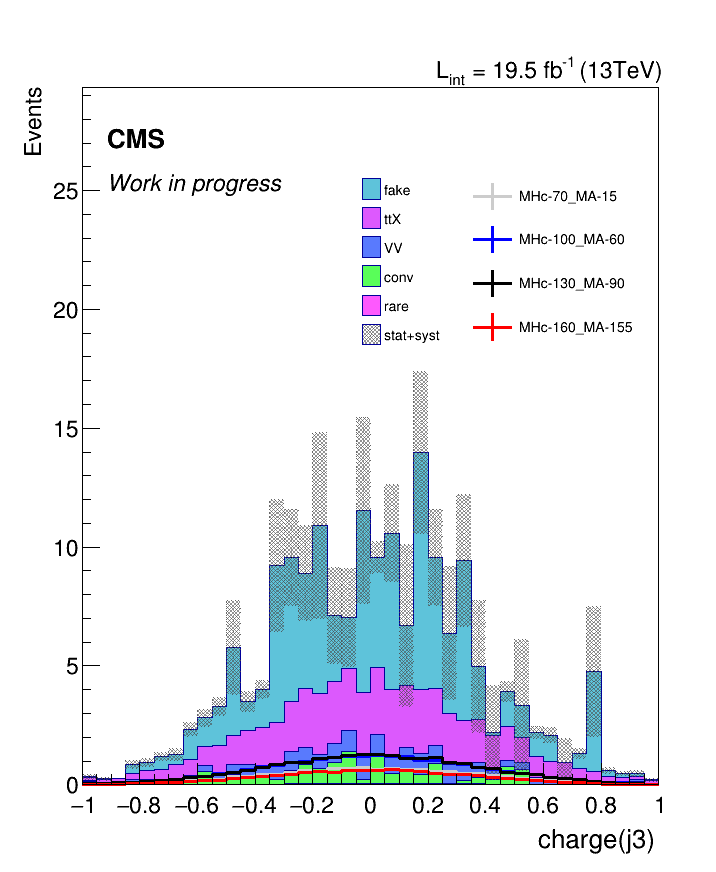 L_int = 19.5 fb^-1 (13TeV)
Events
CMS
Work in progress
fake
ttX
VV
conv
rare
stat+syst
MHc-70_MA-15
MHc-100_MA-60
MHc-130_MA-90
MHc-160_MA-155
25
20
15
10
5
0
−1 −0.8 −0.6 −0.4 −0.2 0 0.2 0.4 0.6 0.8 1
charge(j3)